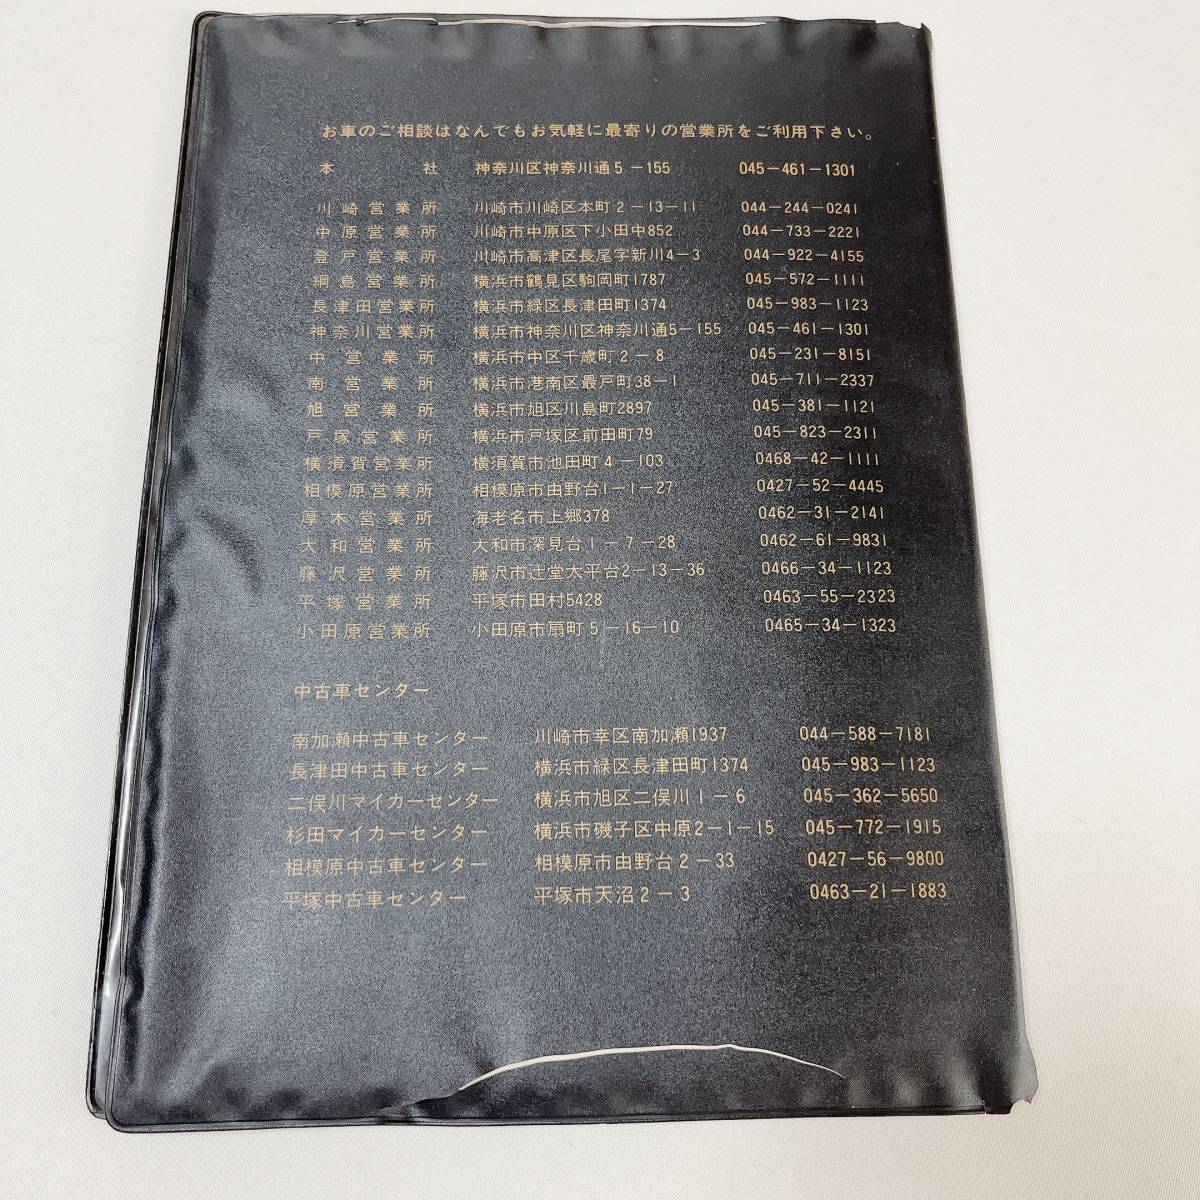 お車のご相談はなんでもお気軽に最寄りの営業所をご利用下さい。
本社 神奈川区神奈川通5-155 045-461-1301
川崎営業所 川崎市川崎区本町2-13-11 044-244-0241
中原営業所 川崎市中原区下小田中852 044-733-2221
登戸営業所 川崎市高津区長尾字新川4-3 044-922-4155
綱島営業所 横浜市鶴見区駒岡町1787 045-572-1111
長津田営業所 横浜市緑区長津田町1374 045-983-1123
神奈川営業所 横浜市神奈川区神奈川通5-155 045-461-1301
中営業所 横浜市中区千歳町2-8 045-231-8151
南営業所 横浜市港南区最戸町38-1 045-711-2337
旭営業所 横浜市旭区川島町2897 045-381-1121
戸塚営業所 横浜市戸塚区前田町79 045-823-2311
横須賀営業所 横須賀市池田町4-103 0468-42-1111
相模原営業所 相模原市由野台1-1-27 0427-52-4445
厚木営業所 海老名市上郷378 0462-31-2141
大和営業所 大和市深見台1-7-28 0462-61-9831
藤沢営業所 藤沢市辻堂太平台2-13-36 0466-34-1123
平塚営業所 平塚市田村5428 0463-55-2323
小田原営業所 小田原市扇町5-16-10 0465-34-1323
中古車センター
南加瀬中古車センター 川崎市幸区南加瀬1937 044-588-7181
長津田中古車センター 横浜市緑区長津田町1374 045-983-1123
二俣川マイカーセンター 横浜市旭区二俣川1-6 045-362-5650
杉田マイカーセンター 横浜市磯子区中原2-1-15 045-772-1915
相模原中古車センター 相模原市由野台2-33 0427-56-9800
平塚中古車センター 平塚市天沼2-3 0463-21-1883